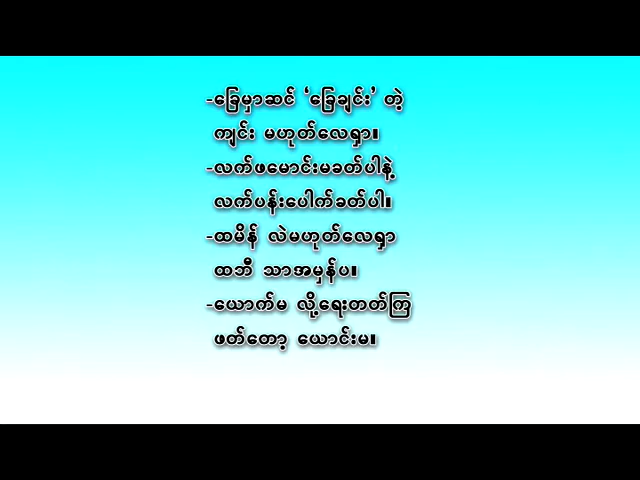 -ခြေမှာဆင် ‘ခြေချင်း’ တဲ့
ကျင်း မဟုတ်လေရှာ။
-လက်ဖမောင်းမခတ်ပါနဲ့
လက်ပန်းပေါက်ခတ်ပါ။
-ထမိန် လဲမဟုတ်လေရှာ
ထဘီ သာအမှန်ပ။
-ယောက်မ လို့ရေးတတ်ကြ
ဖတ်တော့ ယောင်းမ။